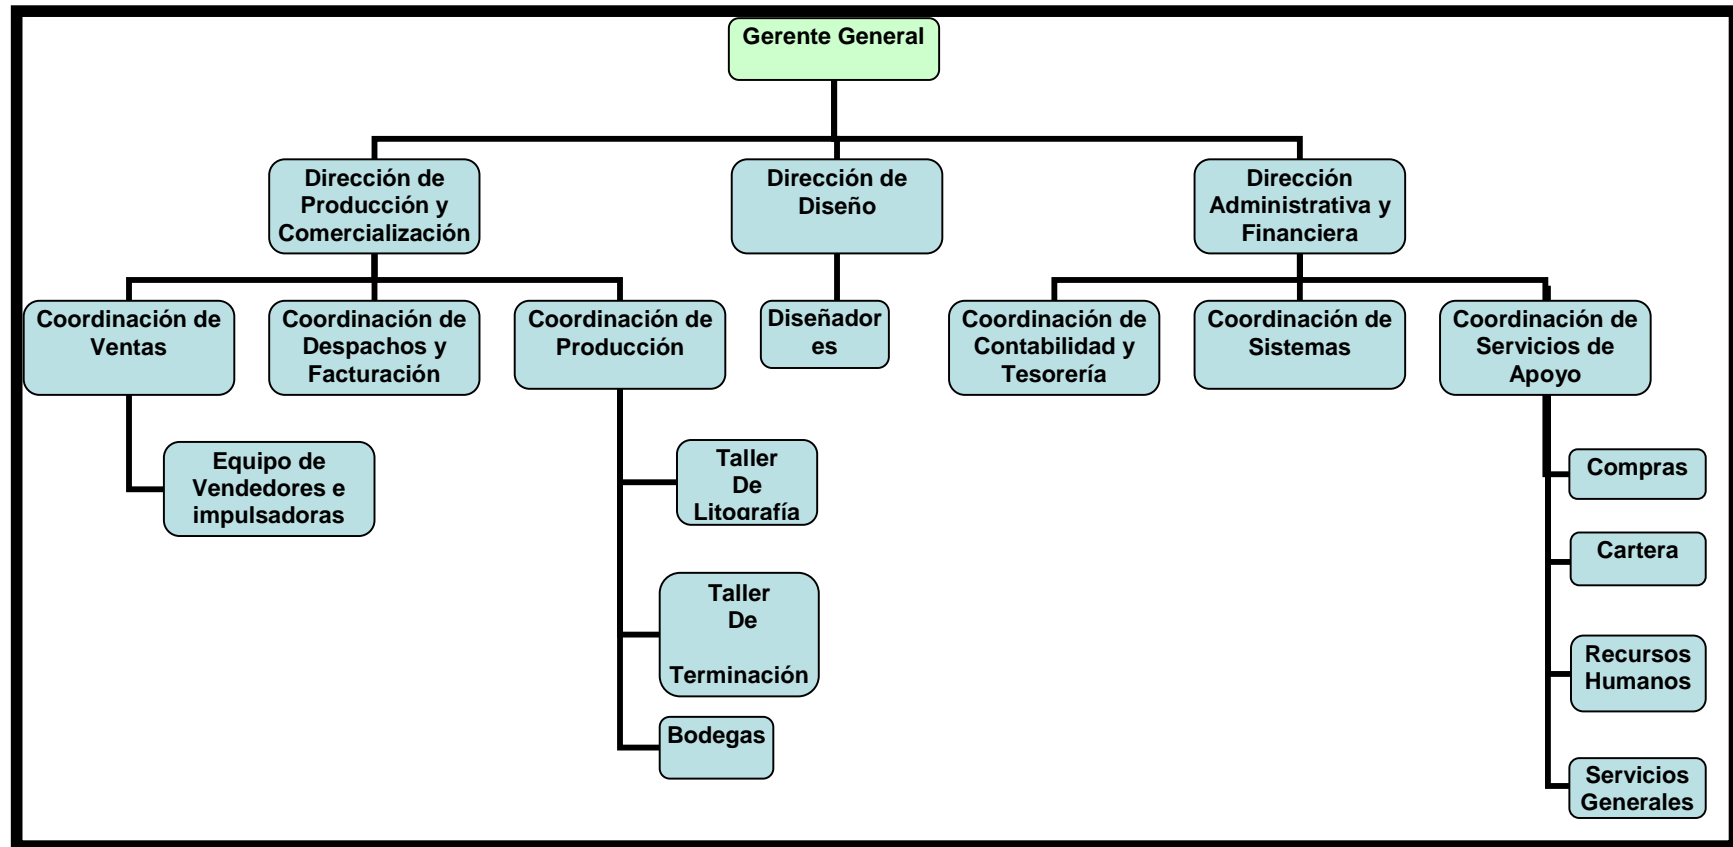 Gerente General
Dirección de
Producción y
Comercialización
Dirección de
Diseño
Dirección
Administrativa y
Financiera
Coordinación de
Ventas
Coordinación de
Despachos y
Facturación
Coordinación de
Producción
Diseñador
es
Coordinación de
Contabilidad y
Tesorería
Coordinación de
Sistemas
Coordinación de
Servicios de
Apoyo
Equipo de
Vendedores e
impulsadoras
Taller
De
Litografía
Taller
De
Terminación
Bodegas
Compras
Cartera
Recursos
Humanos
Servicios
Generales